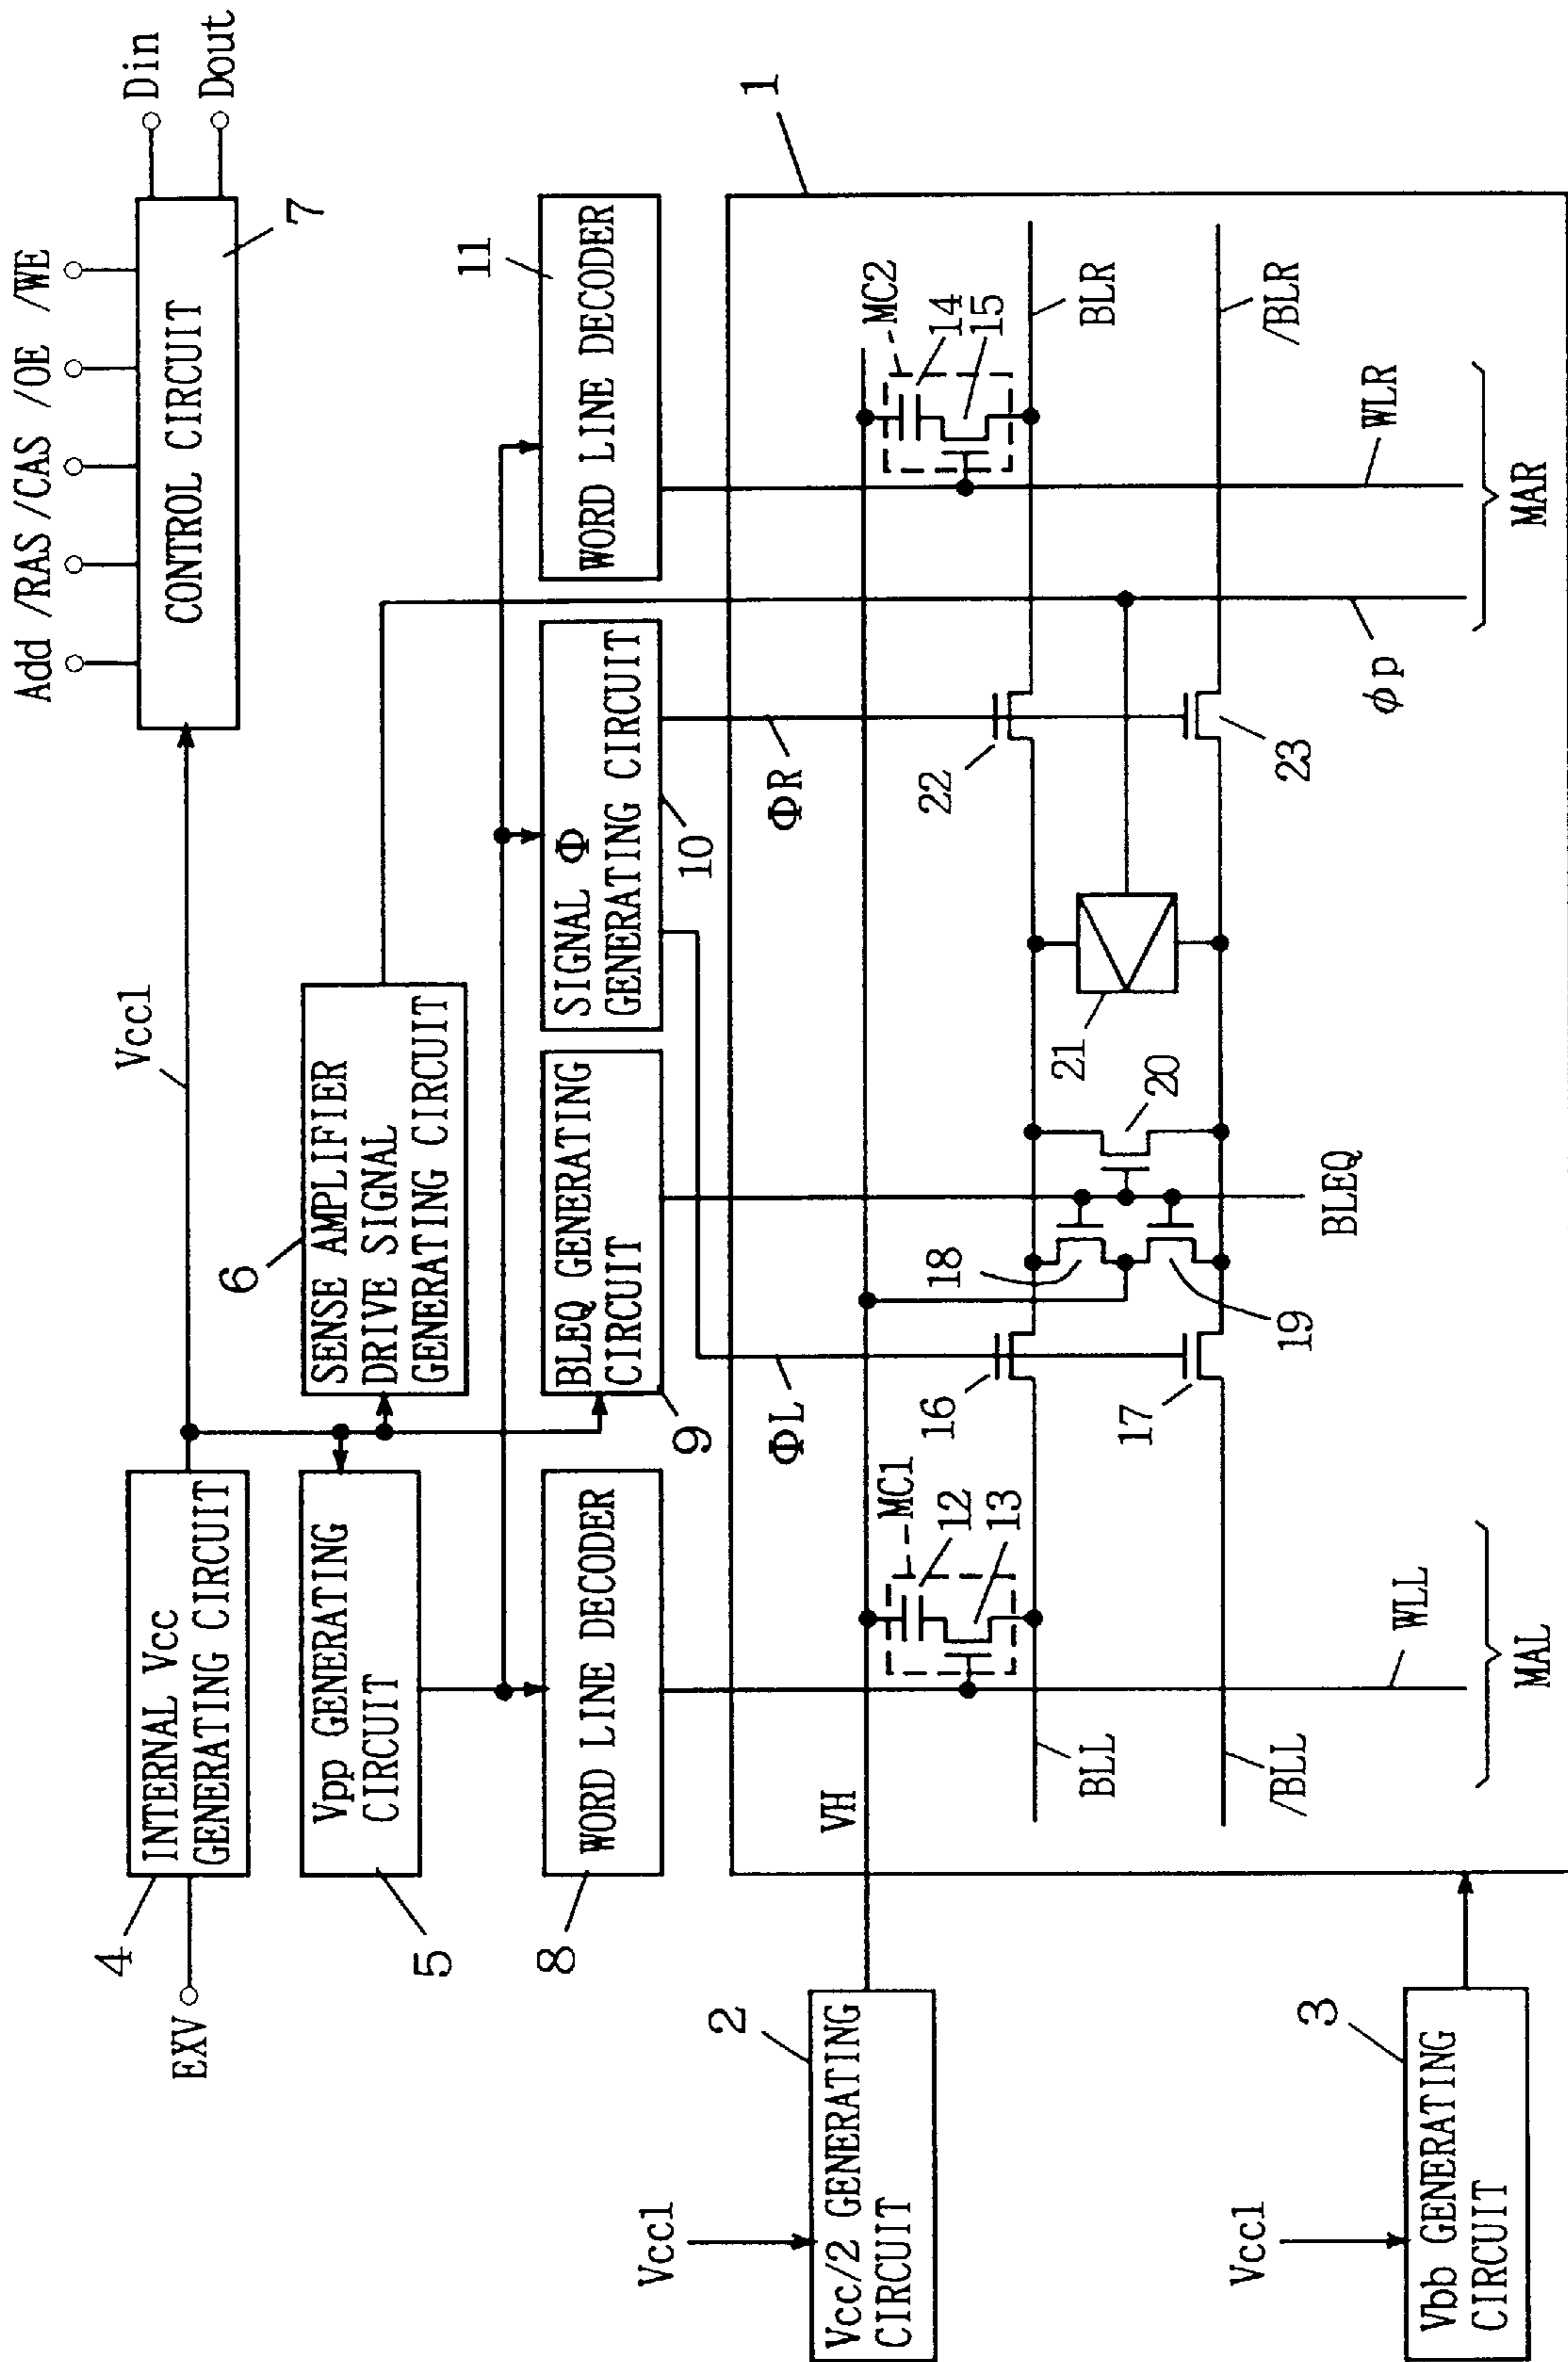 Add /RAS /CAS /OE /WE
EXV
4
INTERNAL Vcc
GENERATING CIRCUIT
Vcc1
CONTROL CIRCUIT
7
Din
Dout
5
Vpp GENERATING
CIRCUIT
6
SENSE AMPLIFIER
DRIVE SIGNAL
GENERATING CIRCUIT
8
WORD LINE DECODER
9
BLEQ GENERATING
CIRCUIT
SIGNAL Φ
GENERATING CIRCUIT
10
11
WORD LINE DECODER
1
Vcc1
2
Vcc/2 GENERATING
CIRCUIT
VH
MC1
12
13
ΦL
16
17
18
19
20
21
ΦR
22
23
MC2
14
15
BLL
/BLL
BLR
/BLR
WLL
MAL
BLEQ
φp
WLR
MAR
Vcc1
3
Vbb GENERATING
CIRCUIT